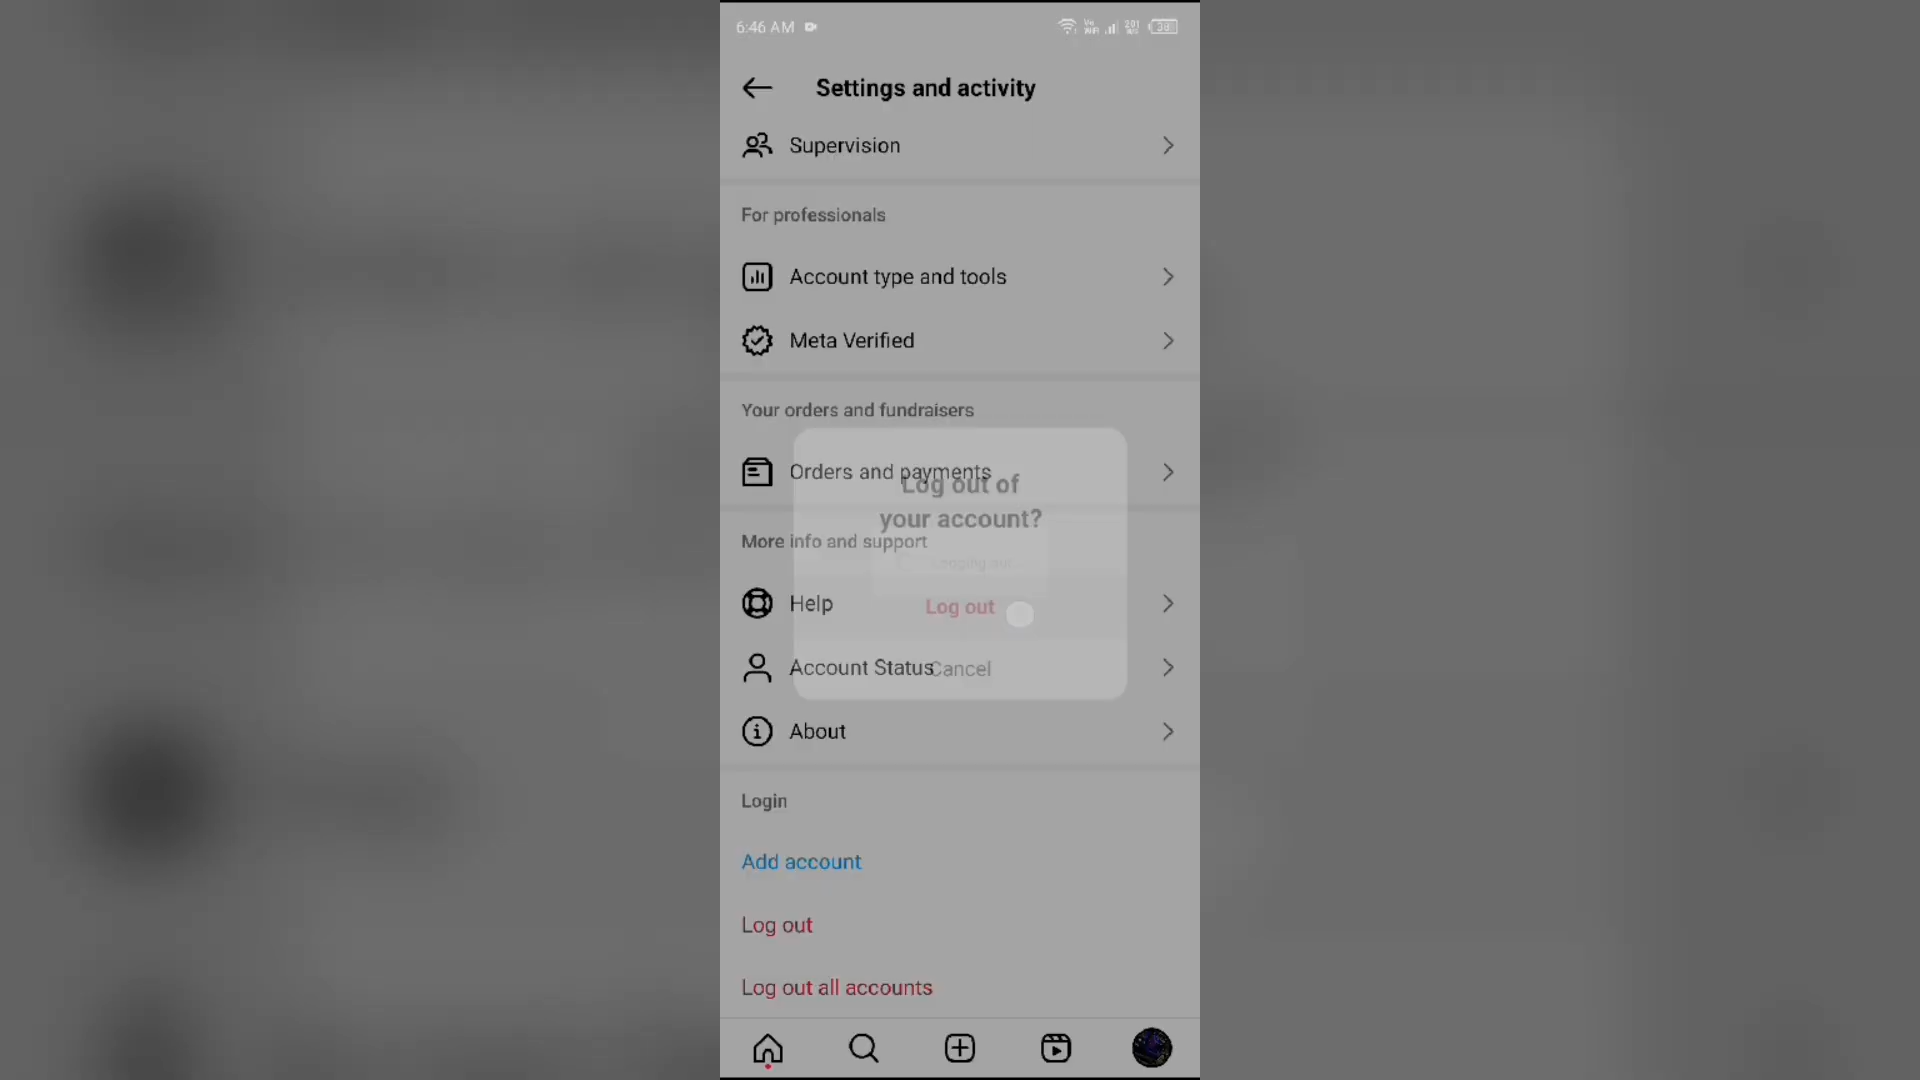 6:46 AM
Settings and activity
Supervision
For professionals
Account type and tools
Meta Verified
Your orders and fundraisers
Orders and payments
Log out of
your account?
More info and support
Help
Log out
Account Status
Cancel
About
Login
Add account
Log out
Log out all accounts